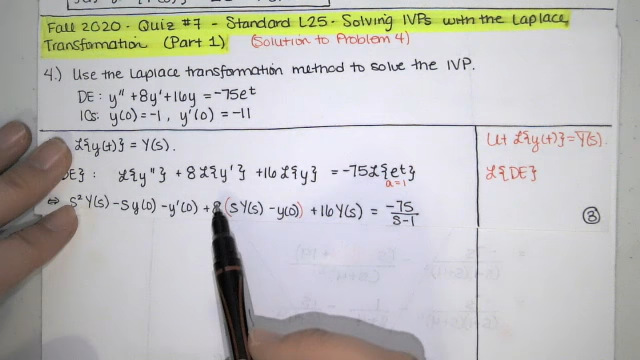 Fall 2020 - Quiz #7 - Standard L25 - Solving IVPs with the Laplace
Transformation (Part 1) (Solution to Problem 4)
4.) Use the Laplace transformation method to solve the IVP.
DE: y'' + 8y' + 16y = -75e^t
ICs: y(0) = -1, y'(0) = -11
ℒ{y(t)} = Y(s).
Let ℒ{y(t)} = Y(s).
DE}: ℒ{y''} + 8ℒ{y'} + 16ℒ{y} = -75ℒ{e^t}
a=1
ℒ{DE}
⇔ s²Y(s) - sy(0) - y'(0) + 8(sY(s) - y(0)) + 16Y(s) = -75/(s-1)
③